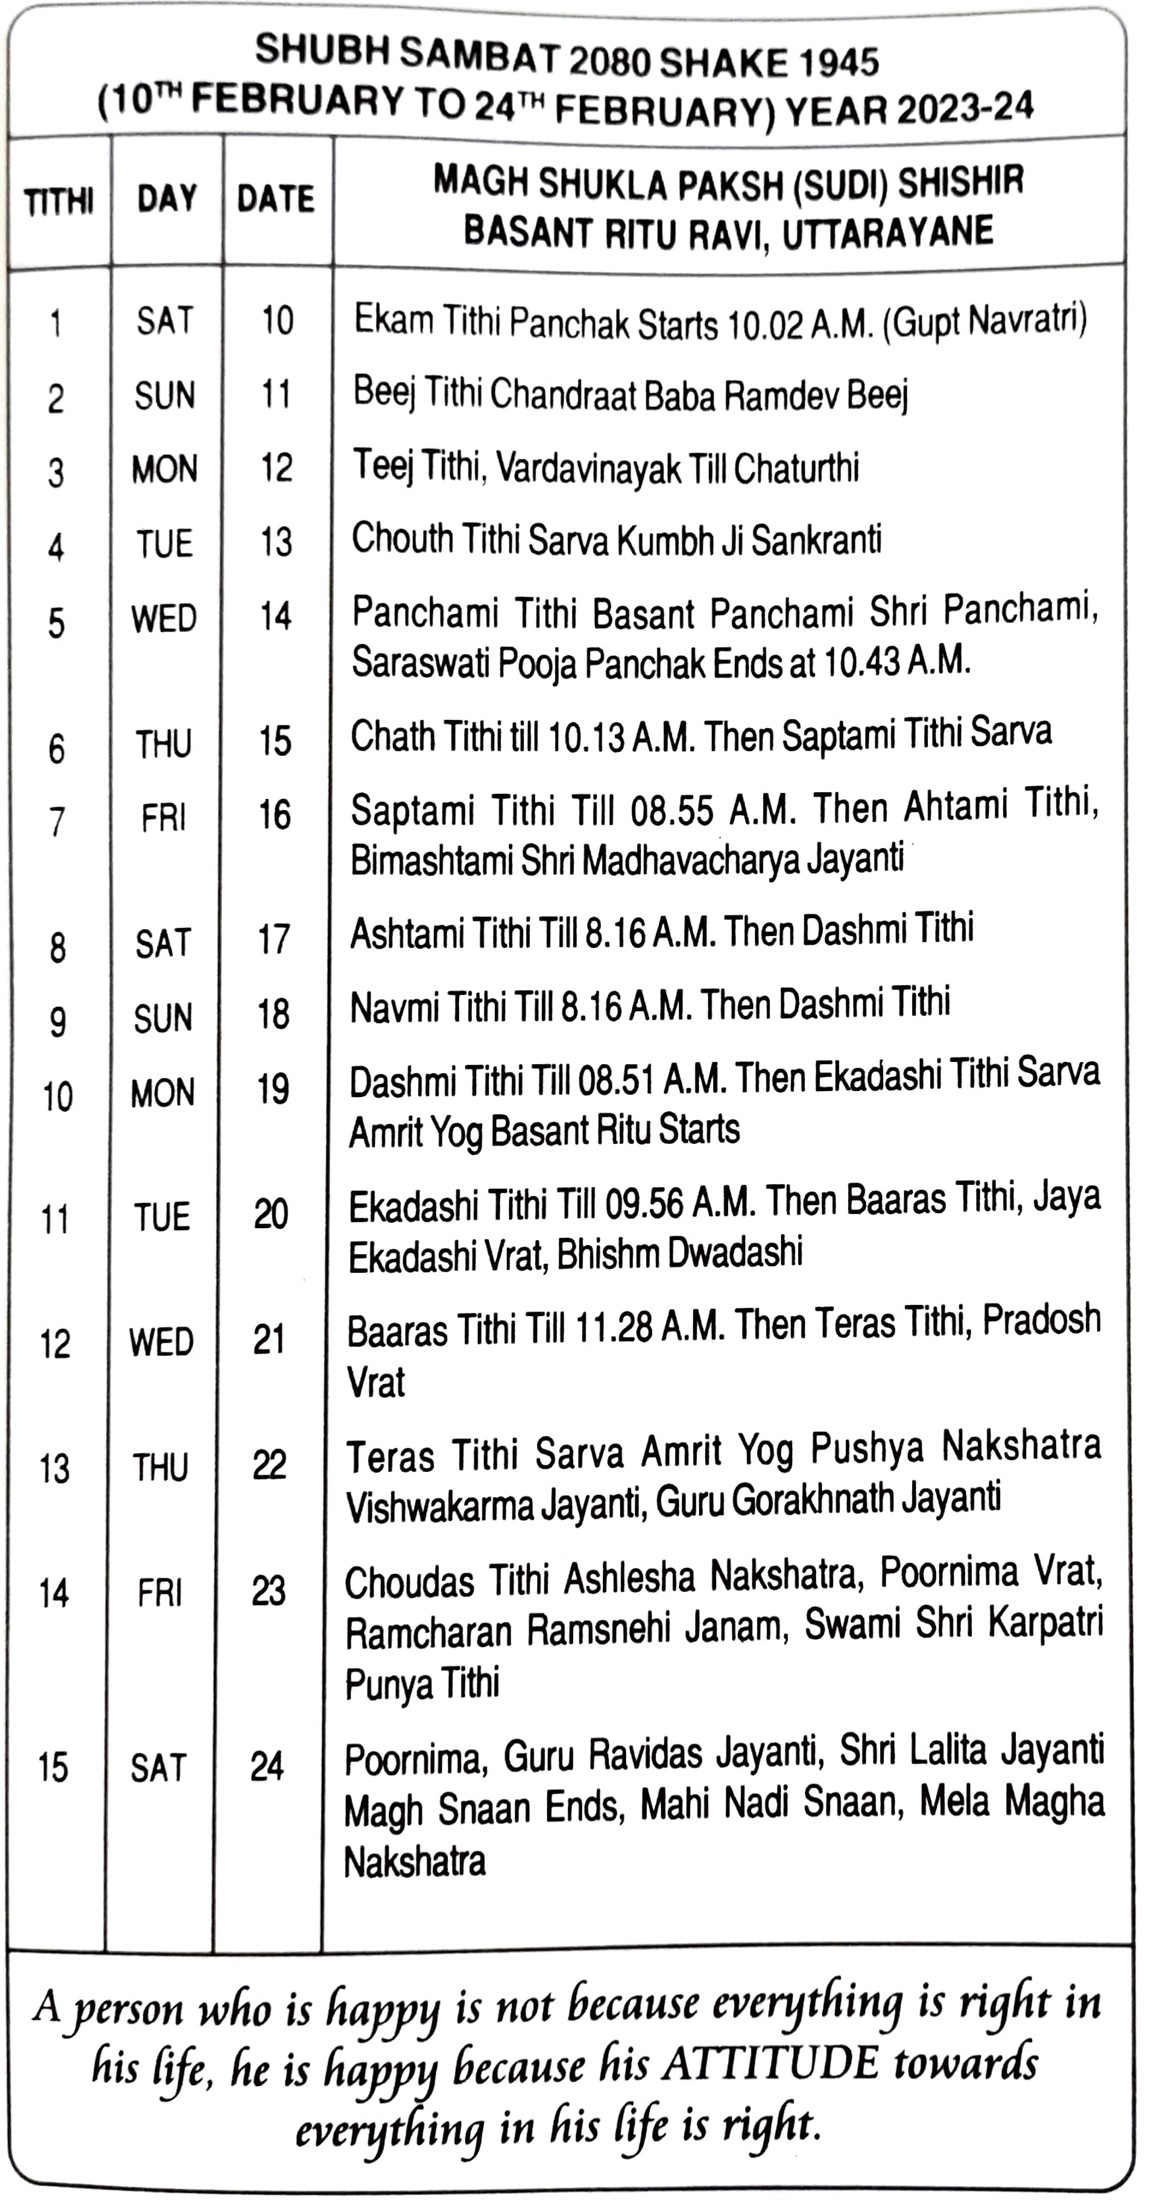 SHUBH SAMBAT 2080 SHAKE 1945
(10TH FEBRUARY TO 24TH FEBRUARY) YEAR 2023-24
TITHI DAY DATE MAGH SHUKLA PAKSH (SUDI) SHISHIR
BASANT RITU RAVI, UTTARAYANE
1 SAT 10 Ekam Tithi Panchak Starts 10.02 A.M. (Gupt Navratri)
2 SUN 11 Beej Tithi Chandraat Baba Ramdev Beej
3 MON 12 Teej Tithi, Vardavinayak Till Chaturthi
4 TUE 13 Chouth Tithi Sarva Kumbh Ji Sankranti
5 WED 14 Panchami Tithi Basant Panchami Shri Panchami,
Saraswati Pooja Panchak Ends at 10.43 A.M.
6 THU 15 Chath Tithi till 10.13 A.M. Then Saptami Tithi Sarva
7 FRI 16 Saptami Tithi Till 08.55 A.M. Then Ahtami Tithi,
Bimashtami Shri Madhavacharya Jayanti
8 SAT 17 Ashtami Tithi Till 8.16 A.M. Then Dashmi Tithi
9 SUN 18 Navmi Tithi Till 8.16 A.M. Then Dashmi Tithi
10 MON 19 Dashmi Tithi Till 08.51 A.M. Then Ekadashi Tithi Sarva
Amrit Yog Basant Ritu Starts
11 TUE 20 Ekadashi Tithi Till 09.56 A.M. Then Baaras Tithi, Jaya
Ekadashi Vrat, Bhishm Dwadashi
12 WED 21 Baaras Tithi Till 11.28 A.M. Then Teras Tithi, Pradosh
Vrat
13 THU 22 Teras Tithi Sarva Amrit Yog Pushya Nakshatra
Vishwakarma Jayanti, Guru Gorakhnath Jayanti
14 FRI 23 Choudas Tithi Ashlesha Nakshatra, Poornima Vrat,
Ramcharan Ramsnehi Janam, Swami Shri Karpatri
Punya Tithi
15 SAT 24 Poornima, Guru Ravidas Jayanti, Shri Lalita Jayanti
Magh Snaan Ends, Mahi Nadi Snaan, Mela Magha
Nakshatra
A person who is happy is not because everything is right in
his life, he is happy because his ATTITUDE towards
everything in his life is right.